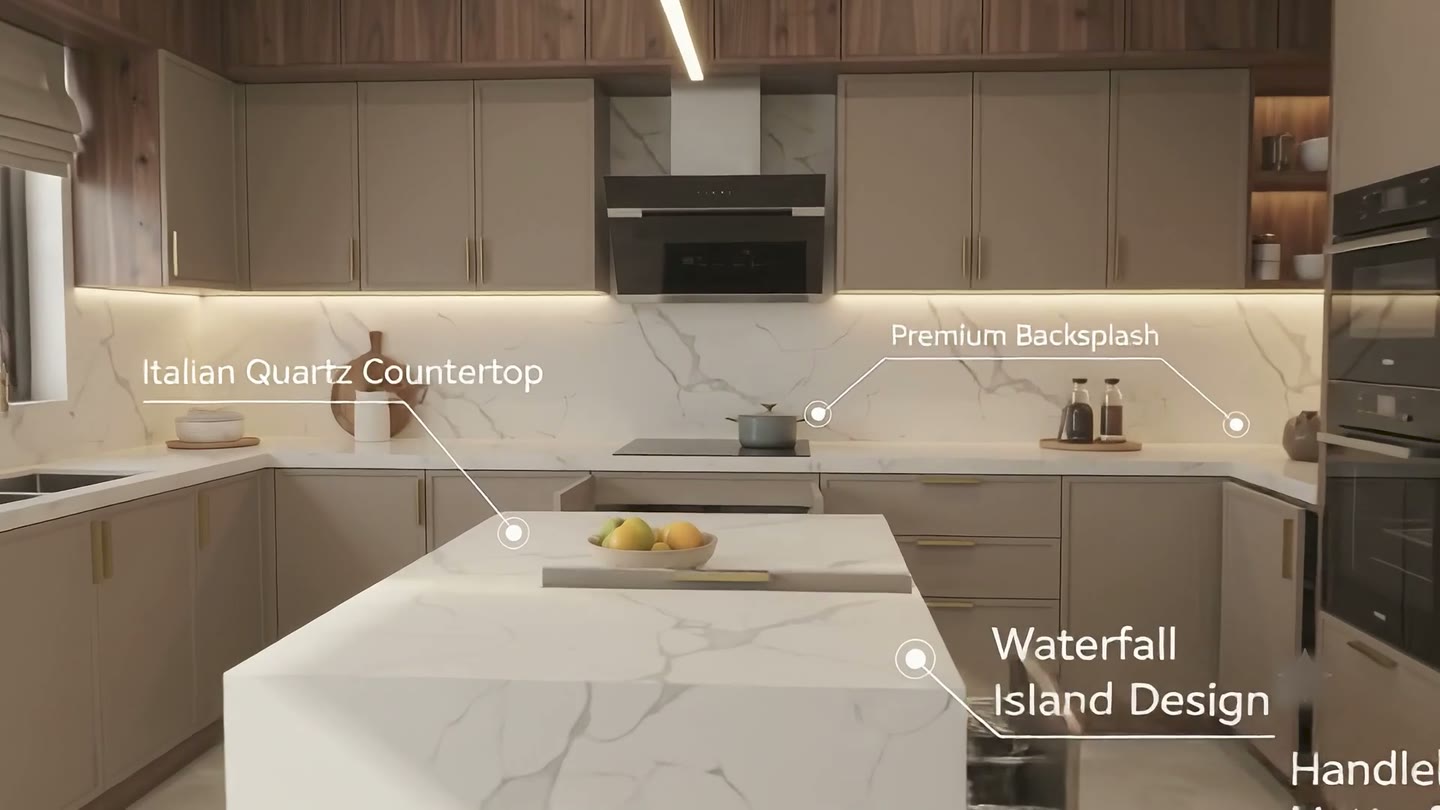 Premium Backsplash
Italian Quartz Countertop
Waterfall
Island Design